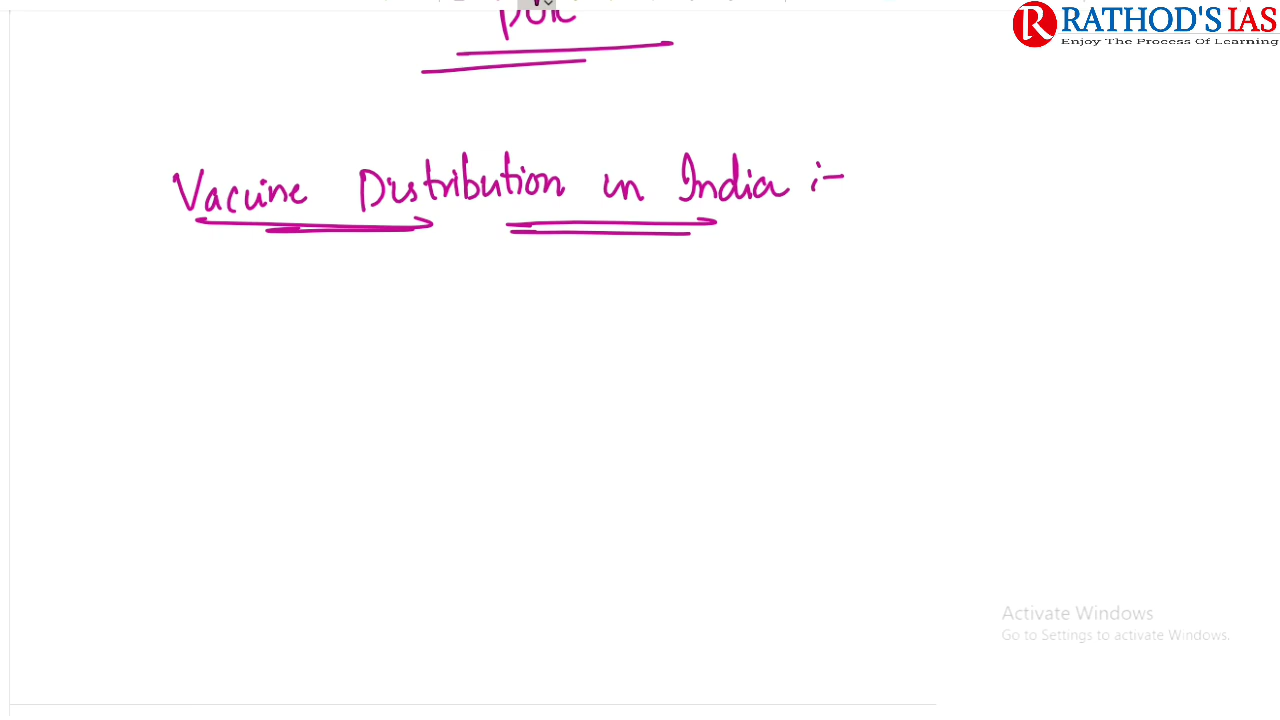 RATHOD'S IAS
Enjoy The Process Of Learning
Vaccine Distribution in India :-
Activate Windows
Go to Settings to activate Windows.